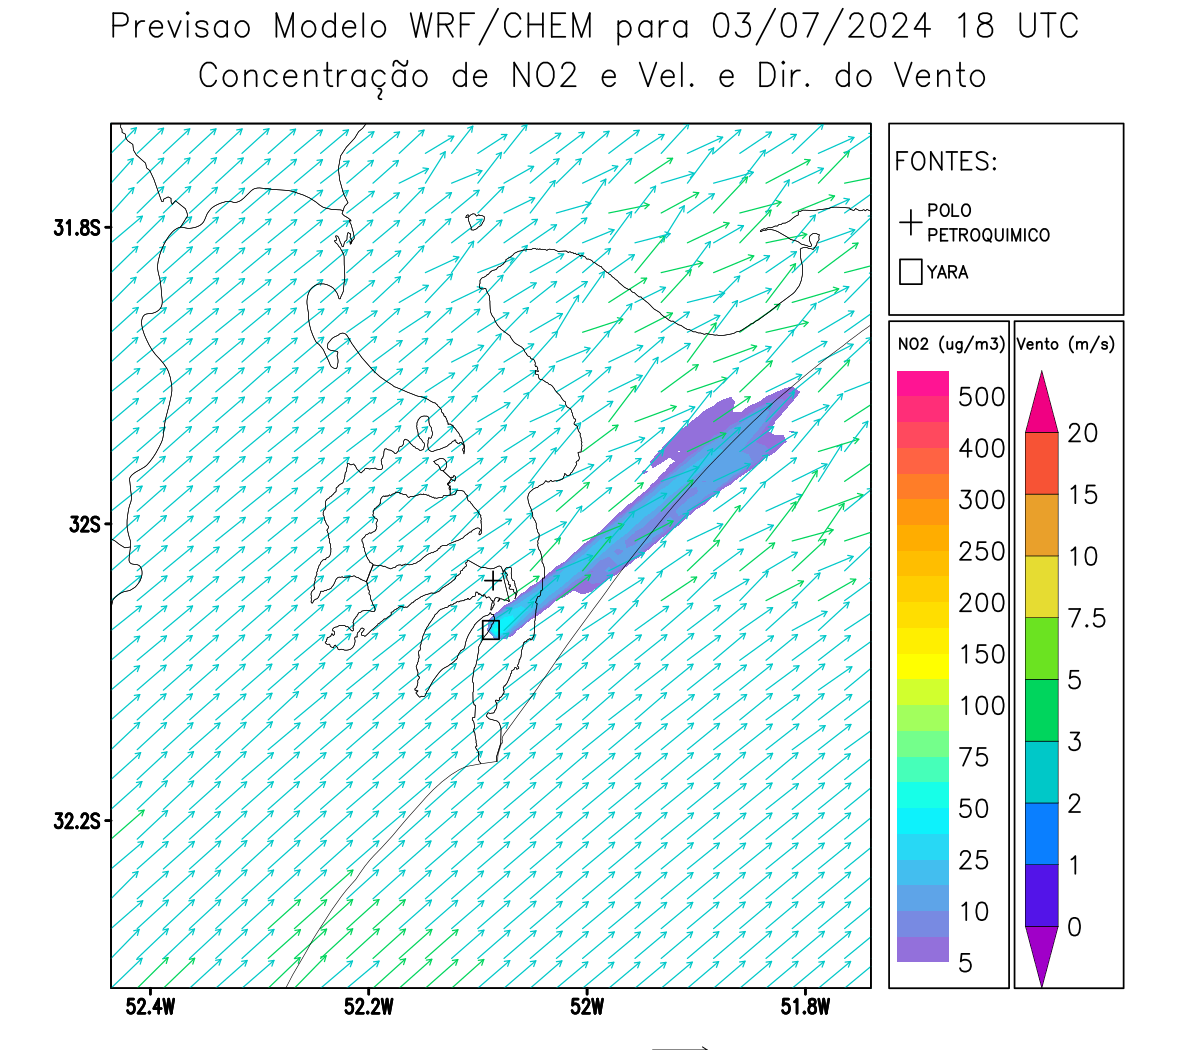 Previsao Modelo WRF/CHEM para 03/07/2024 18 UTC
Concentração de NO2 e Vel. e Dir. do Vento
FONTES:
POLO
PETROQUIMICO
YARA
31.8S
32S
32.2S
52.4W
52.2W
52W
51.8W
NO2 (ug/m3)
500
400
300
250
200
150
100
75
50
25
10
5
Vento (m/s)
20
15
10
7.5
5
3
2
1
0